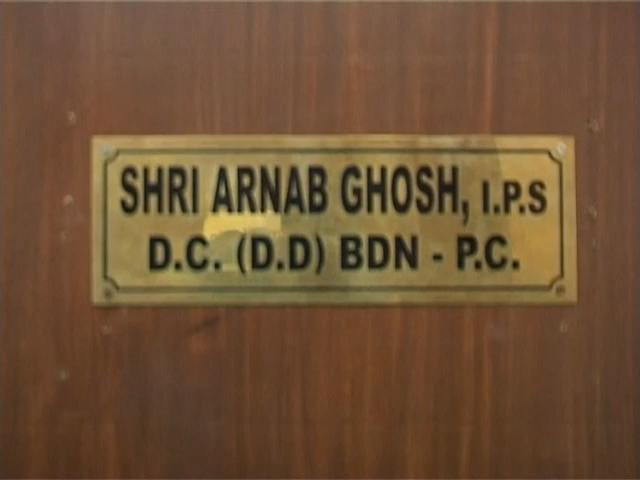 SHRI ARNAB GHOSH, I.P.S
D.C. (D.D) BDN - P.C.